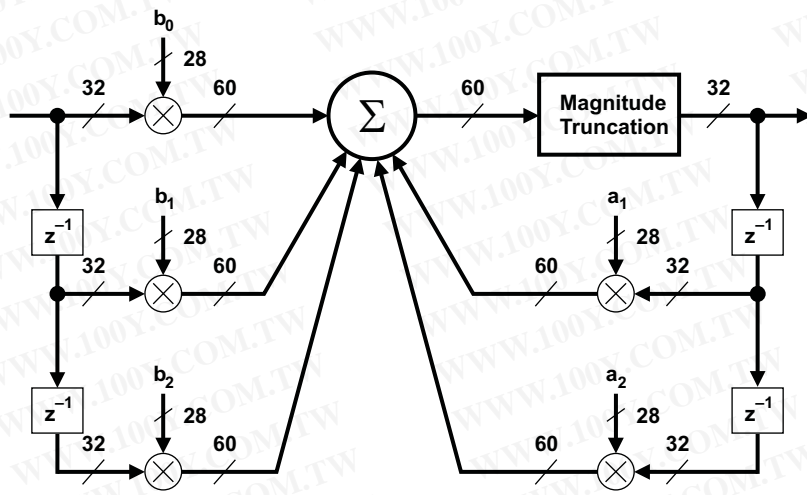 b0
28
32
60
Σ
60
Magnitude
Truncation
32
z–1
b1
28
32
60
a1
28
60
32
z–1
z–1
b2
28
32
60
a2
28
60
32
z–1
WWW.100Y.COM.TW